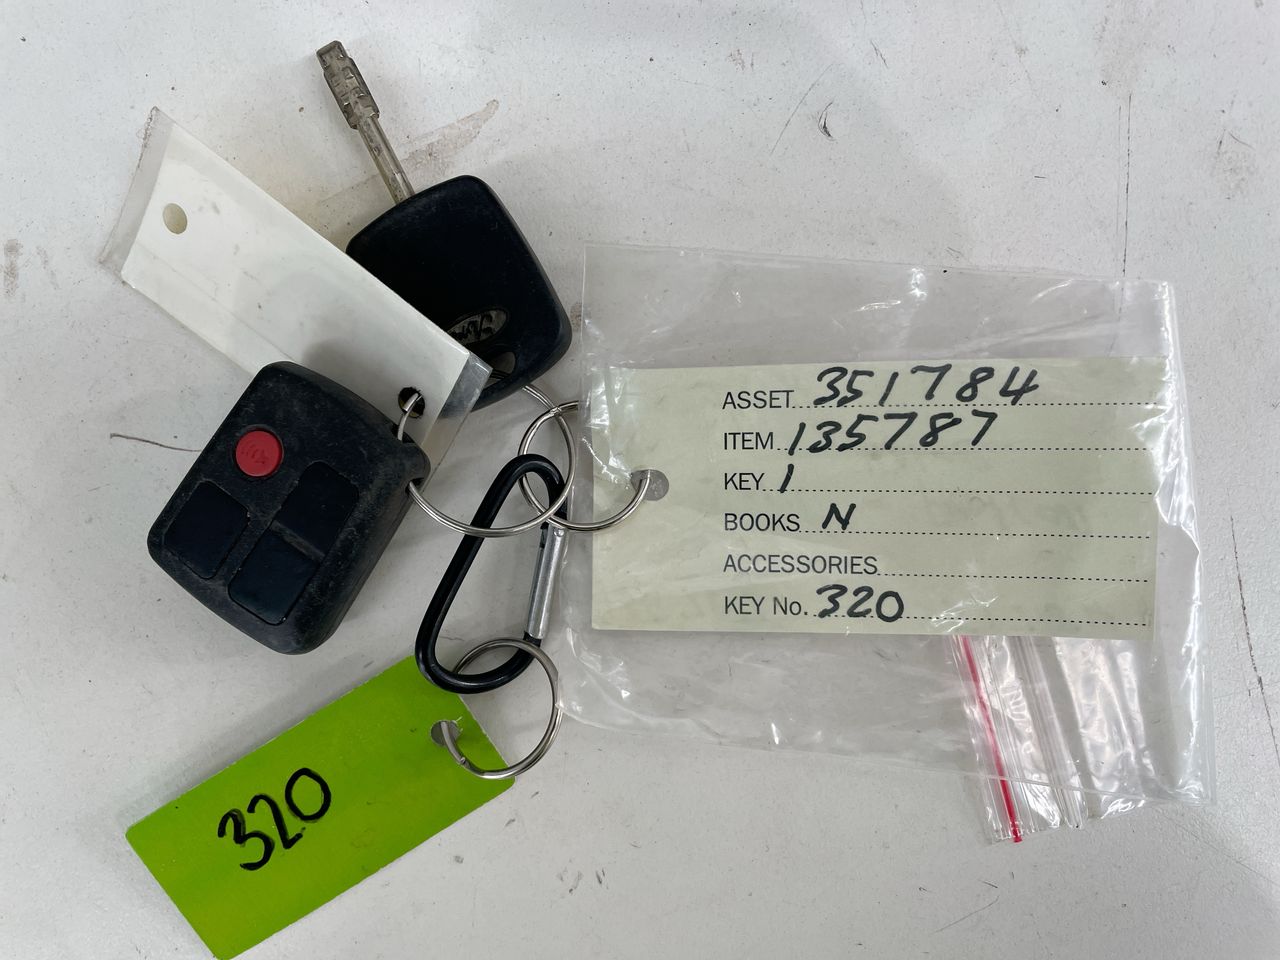 ASSET 351784
ITEM 135787
KEY 1
BOOKS N
ACCESSORIES
KEY No. 320
320